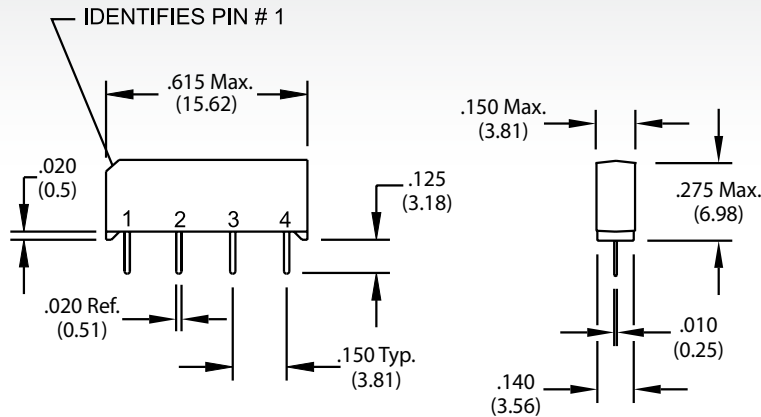 IDENTIFIES PIN # 1
.615 Max.
(15.62)
.150 Max.
(3.81)
.020
(0.5)
.125
(3.18)
.275 Max.
(6.98)
1 2 3 4
.020 Ref.
(0.51)
.150 Typ.
(3.81)
.010
(0.25)
.140
(3.56)